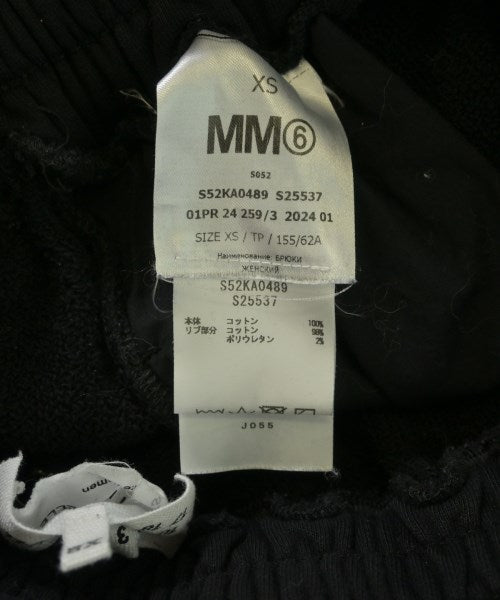 XS
MM⑥
S052
S52KA0489 S25537
01PR 24 259/3 2024 01
SIZE XS / TP / 155/62A
Наименование БРЮКИ
ЖЕНСКИЙ
S52KA0489
S25537
本体 コットン 100%
リブ部分 コットン 98%
ポリウレタン 2%
J055
XS
3